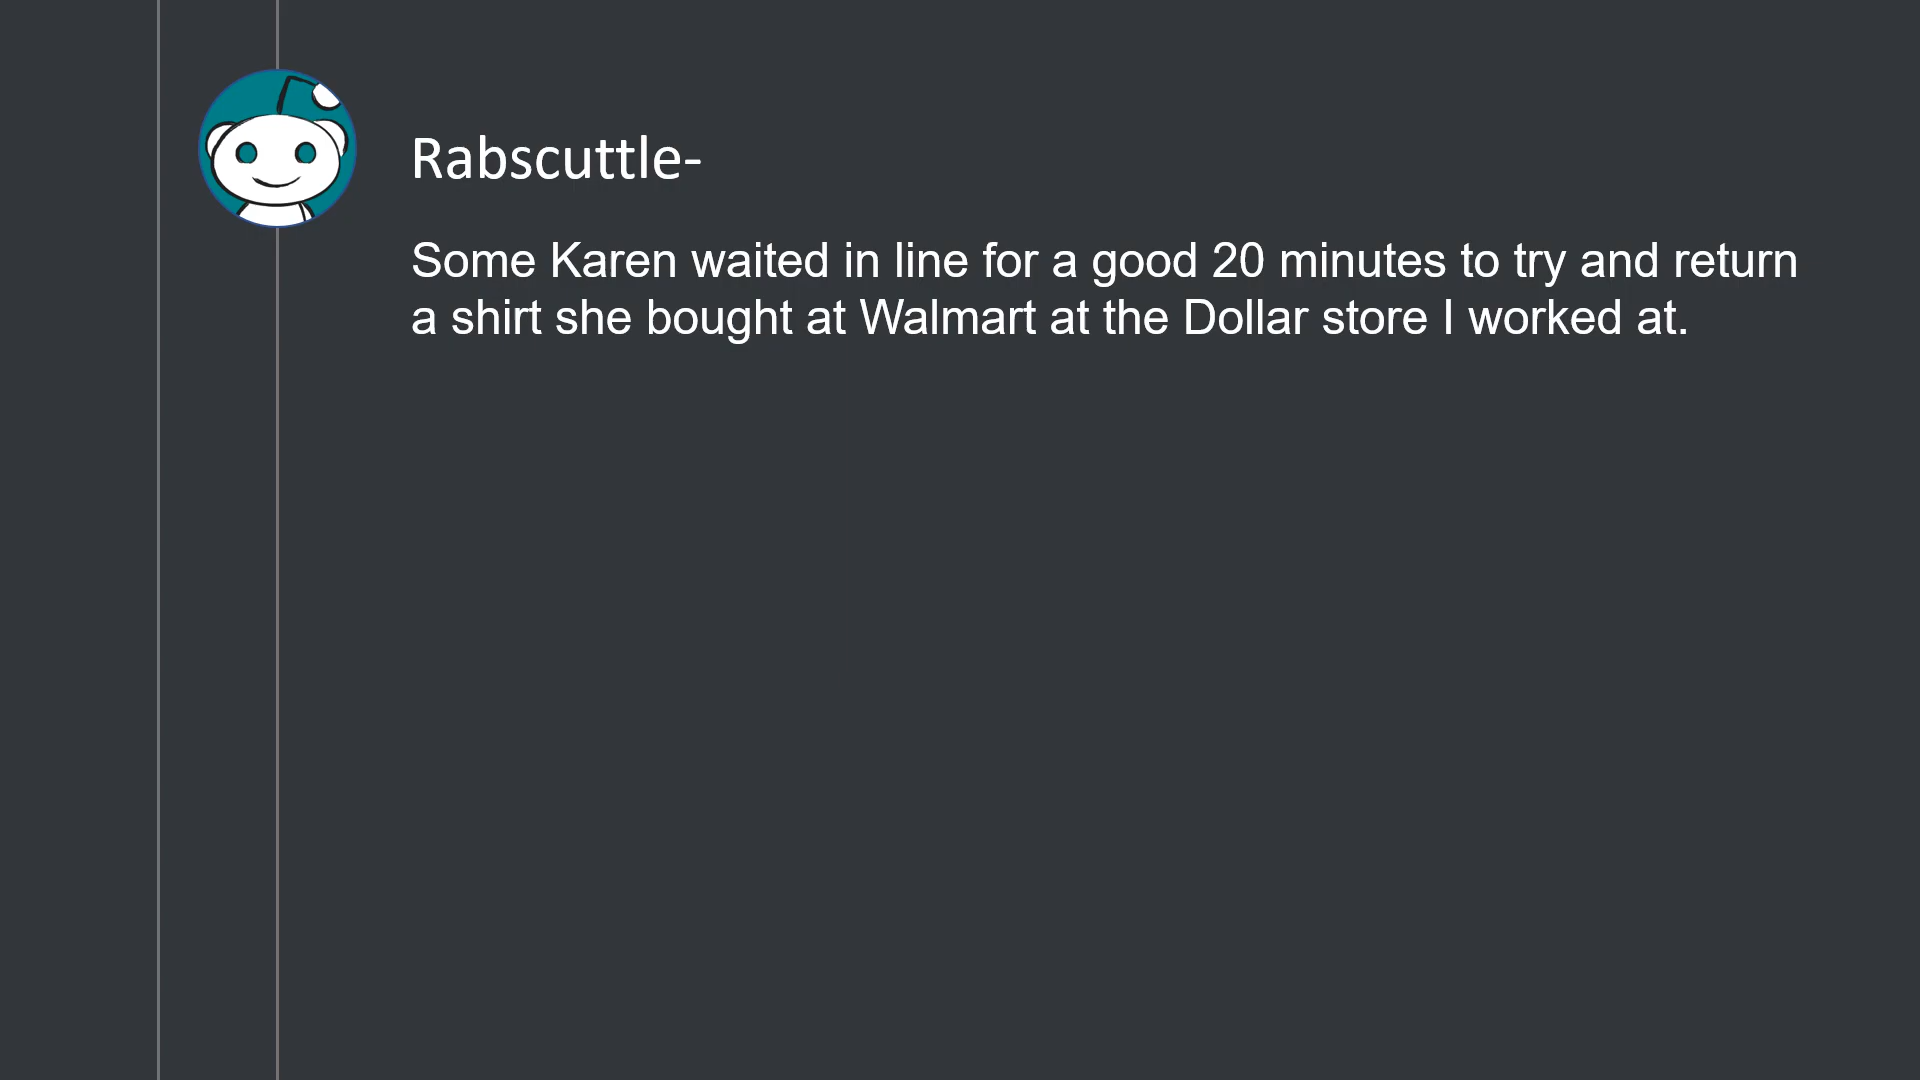 Rabscuttle-
Some Karen waited in line for a good 20 minutes to try and return
a shirt she bought at Walmart at the Dollar store I worked at.